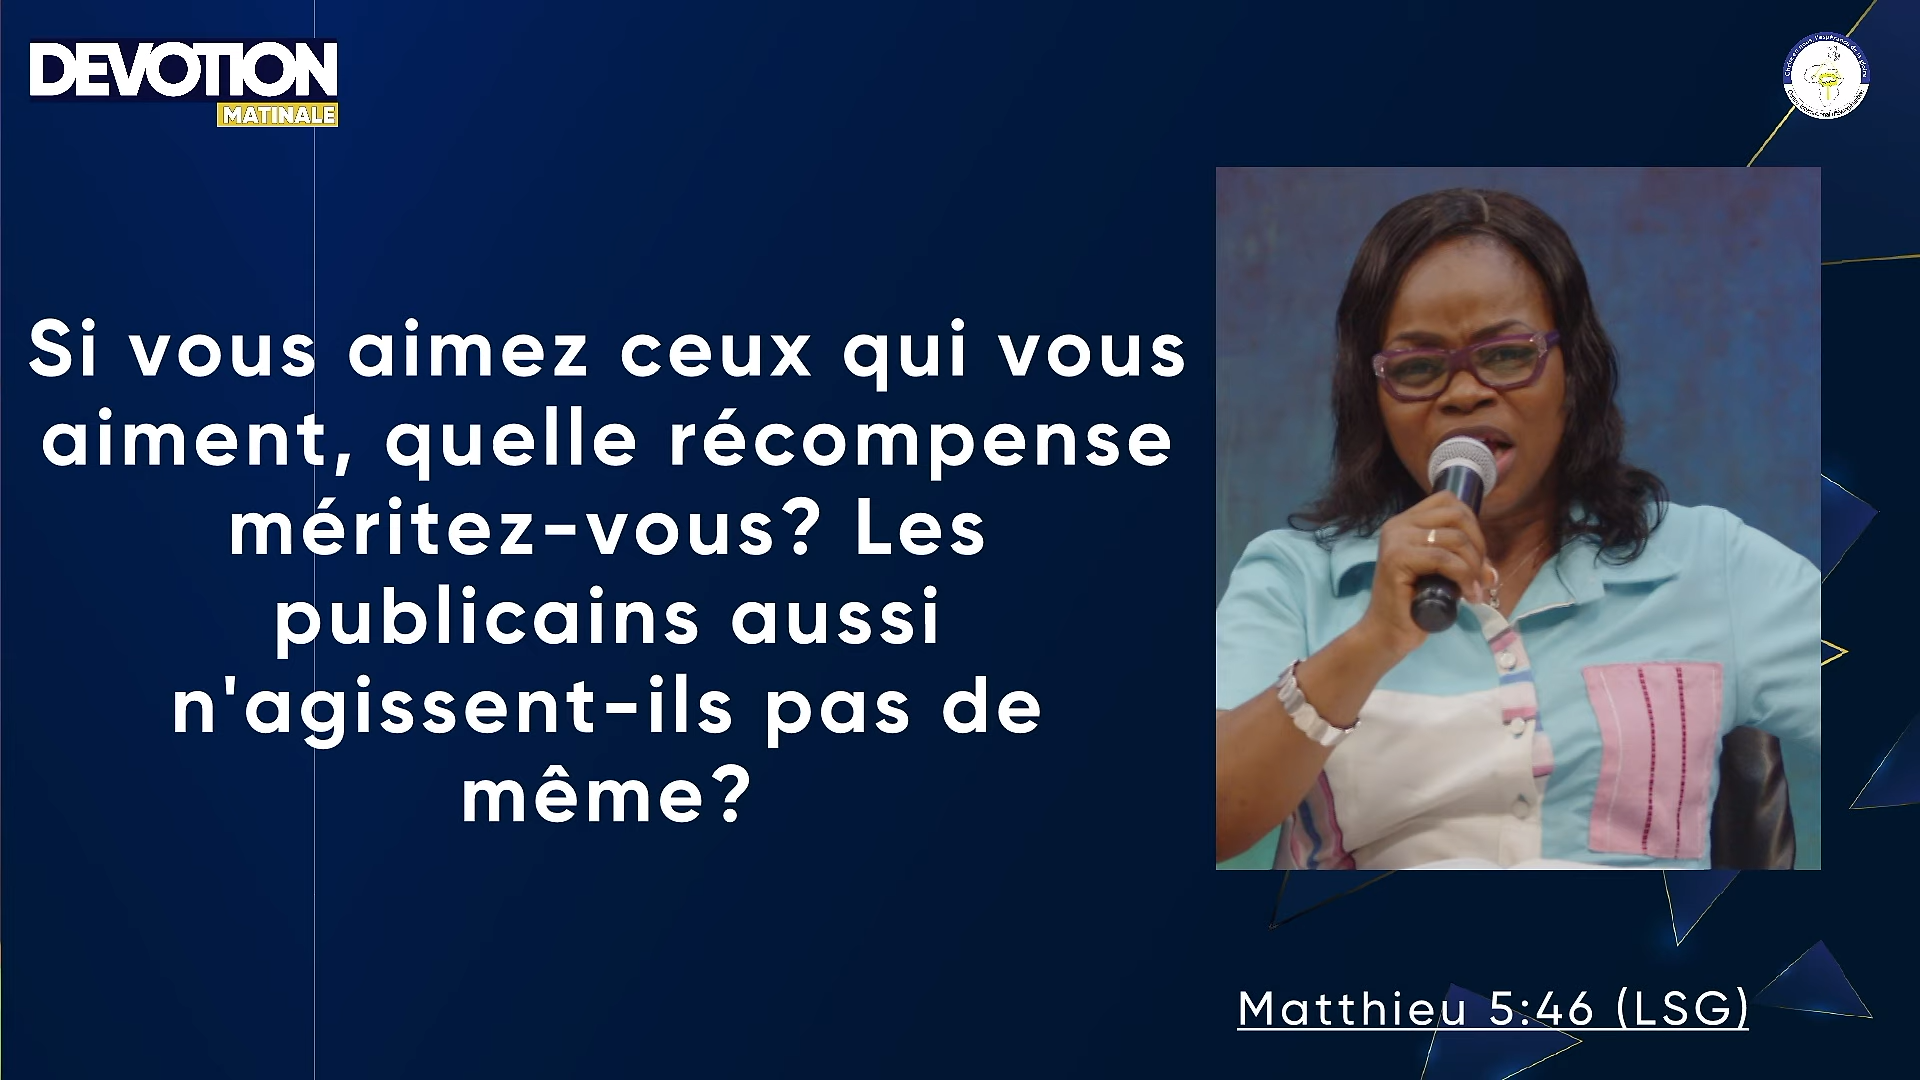 DEVOTION
MATINALE
Si vous aimez ceux qui vous
aiment, quelle récompense
méritez-vous? Les
publicains aussi
n'agissent-ils pas de
même?
Matthieu 5:46 (LSG)